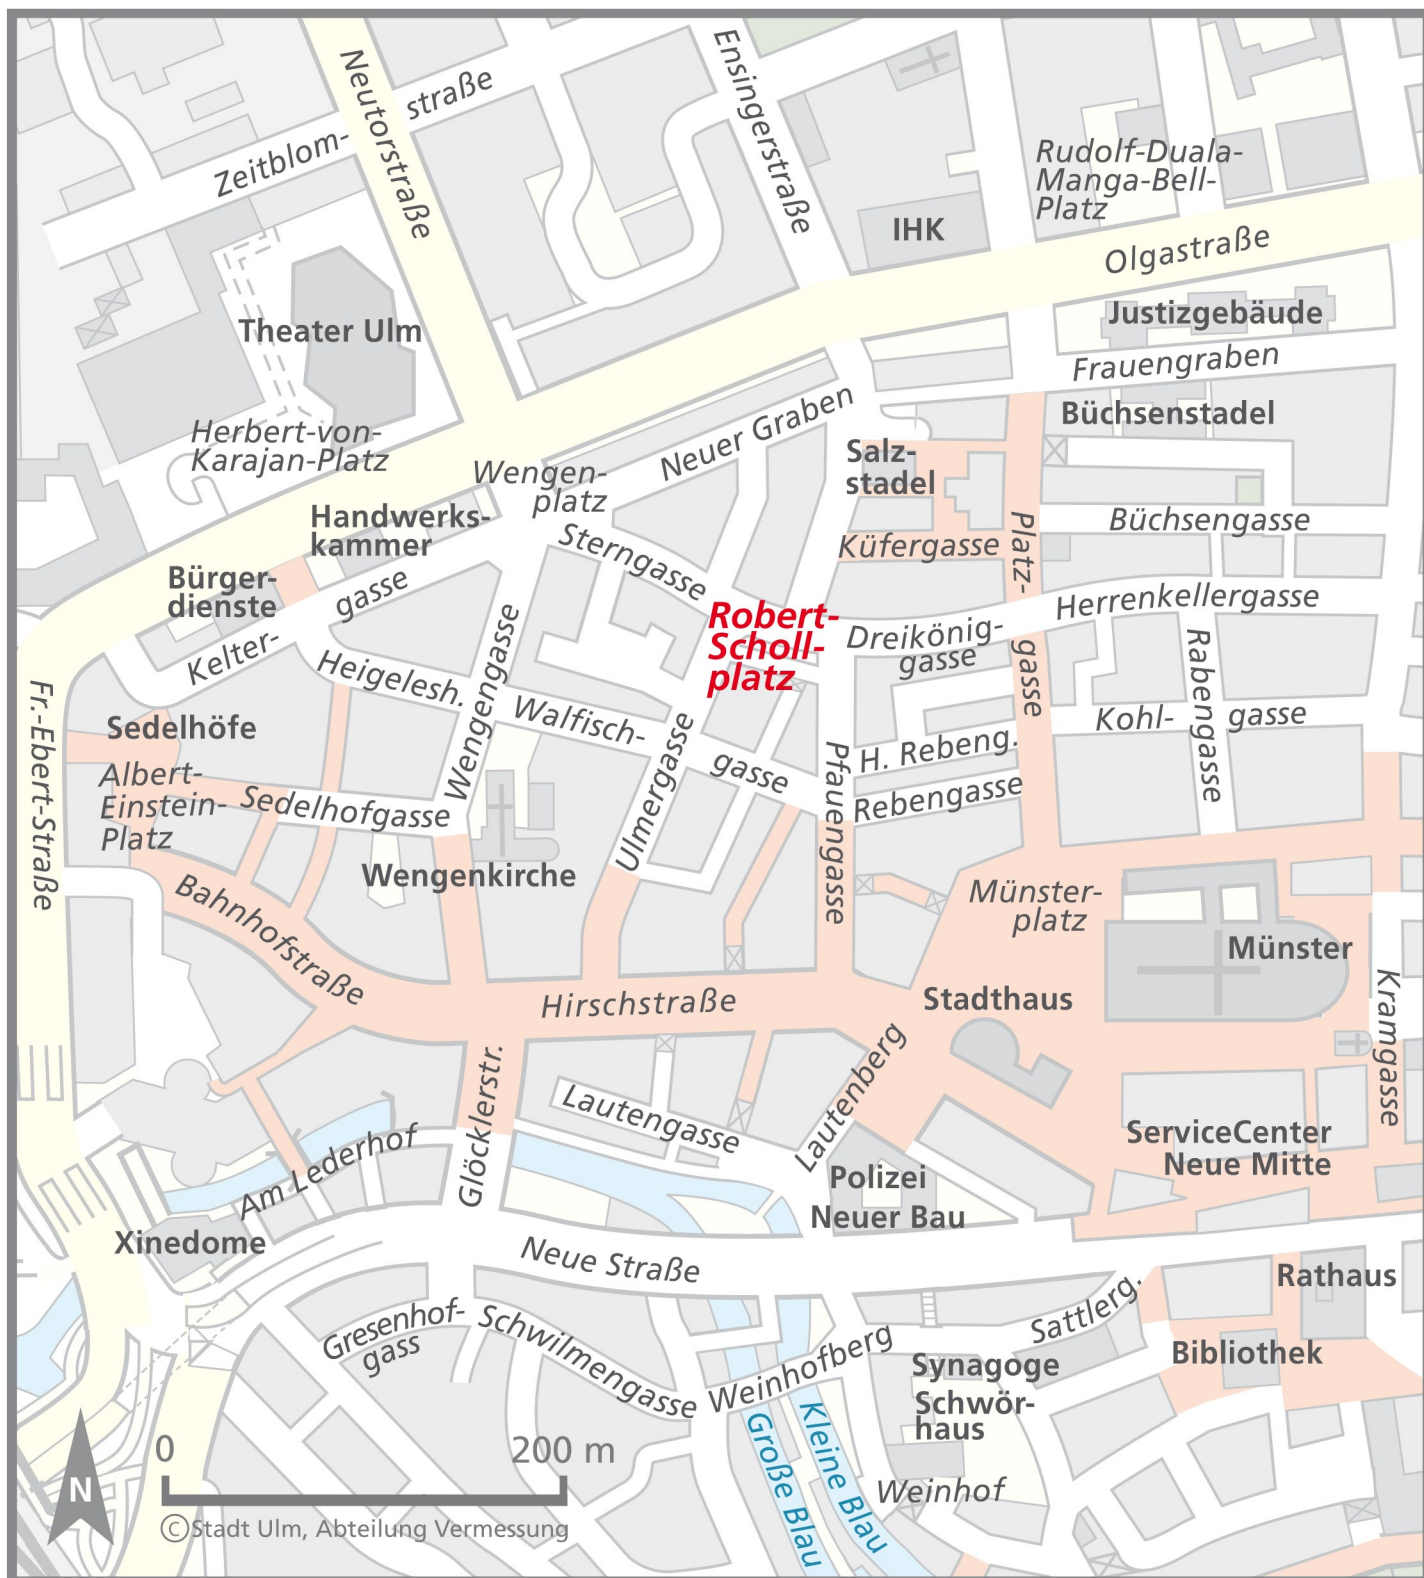 Ensingerstraße
Neutorstraße
Zeitblom-
straße
Rudolf-Duala-
Manga-Bell-
Platz
IHK
Olgastraße
Theater Ulm
Justizgebäude
Frauengraben
Herbert-von-
Karajan-Platz
Neuer Graben
Büchsenstadel
Wengen-
platz
Salz-
stadel
Handwerks-
kammer
Sterngasse
Küfergasse
Platz-
gasse
Büchsengasse
Bürger-
dienste
Kelter-
gasse
Herrenkellergasse
Robert-
Scholl-
platz
Dreikönig-
gasse
Rabengasse
Heigelesh.
Wengengasse
Walfisch-
gasse
Fr.-Ebert-Straße
Sedelhöfe
Kohl-
gasse
H. Rebeng.
Albert-
Einstein-
Platz
Sedelhofgasse
Ulmergasse
Pfauengasse
Rebengasse
Wengenkirche
Bahnhofstraße
Münster-
platz
Münster
Hirschstraße
Stadthaus
Kramgasse
Lautenberg
Glöcklerstr.
Lautengasse
Am Lederhof
ServiceCenter
Neue Mitte
Polizei
Neuer Bau
Xinedome
Neue Straße
Rathaus
Sattlerg.
Gresenhof-
gass
Schwilmengasse
Weinhofberg
Synagoge
Bibliothek
Schwör-
haus
Große Blau
Kleine Blau
Weinhof
N
0
200 m
©Stadt Ulm, Abteilung Vermessung